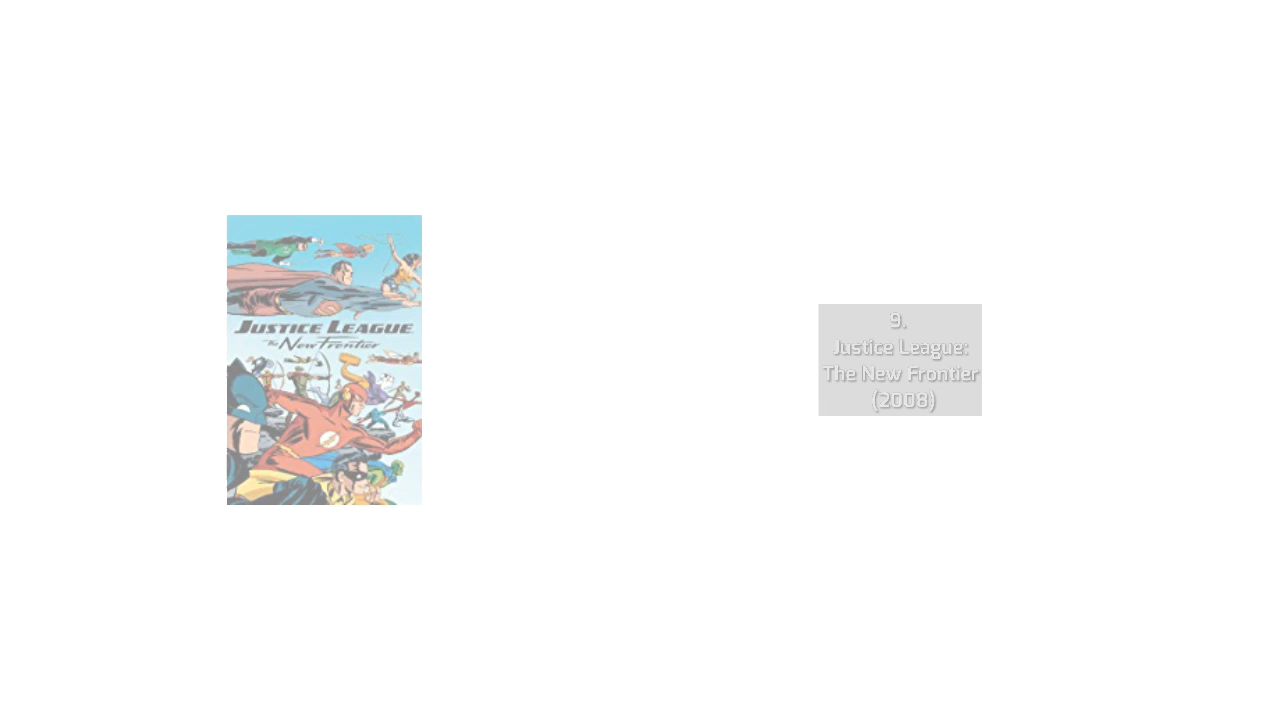 JUSTICE LEAGUE
The New Frontier
9.
Justice League:
The New Frontier
(2008)